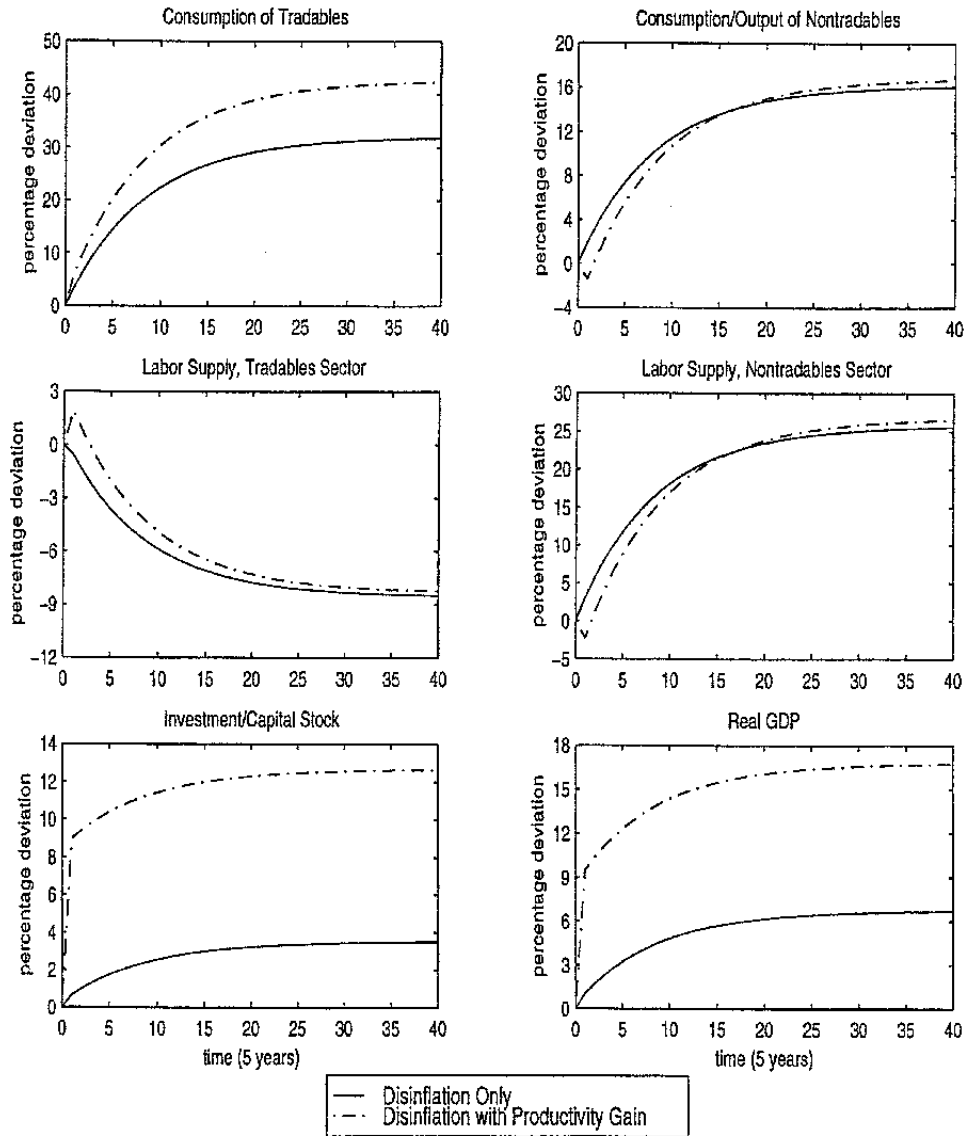 Consumption of Tradables
percentage deviation
50
40
30
20
10
0
0 5 10 15 20 25 30 35 40
Consumption/Output of Nontradables
percentage deviation
20
16
12
8
4
0
-4
0 5 10 15 20 25 30 35 40
Labor Supply, Tradables Sector
percentage deviation
3
0
-3
-6
-9
-12
0 5 10 15 20 25 30 35 40
Labor Supply, Nontradables Sector
percentage deviation
30
25
20
15
10
5
0
-5
0 5 10 15 20 25 30 35 40
Investment/Capital Stock
percentage deviation
14
12
10
8
6
4
2
0
0 5 10 15 20 25 30 35 40
time (5 years)
Real GDP
percentage deviation
18
15
12
9
6
3
0
0 5 10 15 20 25 30 35 40
time (5 years)
Disinflation Only
Disinflation with Productivity Gain